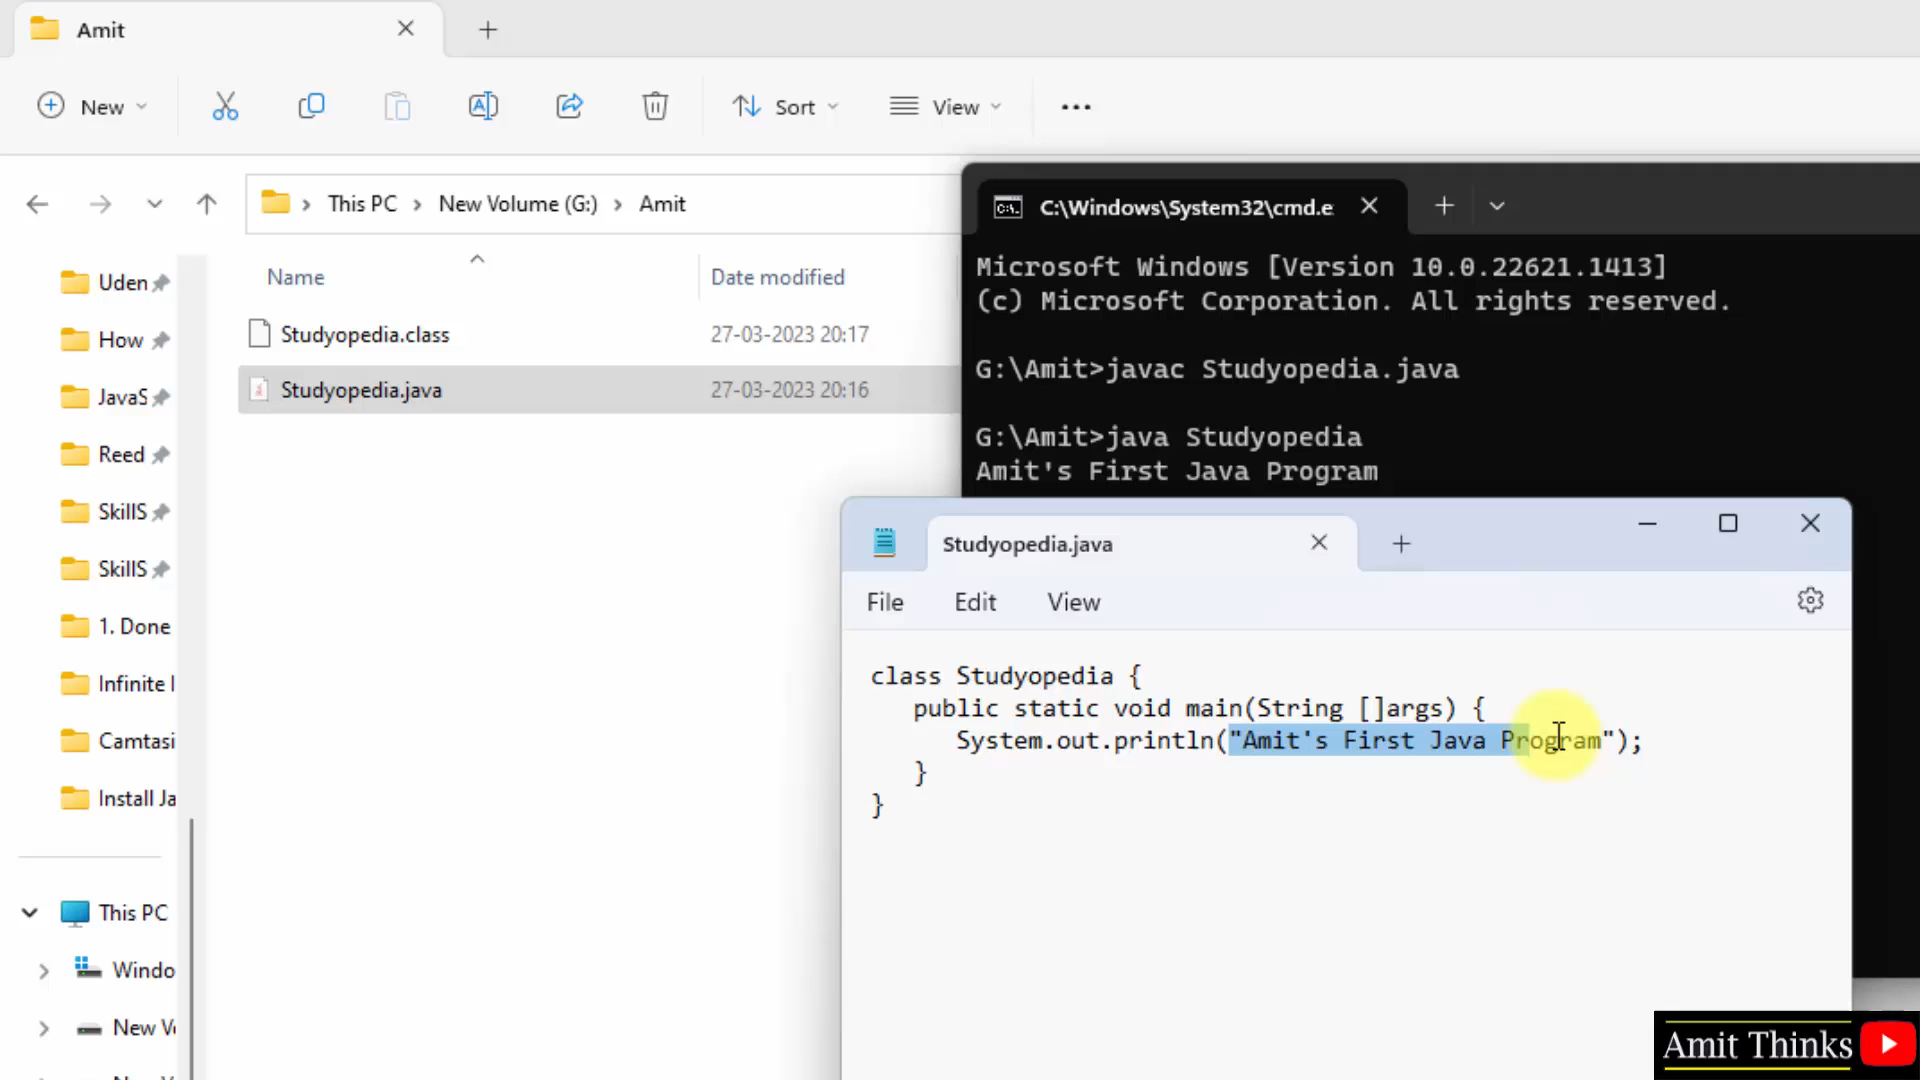 Amit
New
Sort
View
This PC > New Volume (G:) > Amit
Name
Date modified
Studyopedia.class 27-03-2023 20:17
Studyopedia.java 27-03-2023 20:16
Uden
How
JavaS
Reed
SkillS
SkillS
1. Done
Infinite I
Camtasi
Install Ja
This PC
Windo
New Vo
C:\Windows\System32\cmd.e
Microsoft Windows [Version 10.0.22621.1413]
(c) Microsoft Corporation. All rights reserved.
G:\Amit>javac Studyopedia.java
G:\Amit>java Studyopedia
Amit's First Java Program
Studyopedia.java
File Edit View
class Studyopedia {
public static void main(String []args) {
System.out.println("Amit's First Java Program");
}
}
Amit Thinks